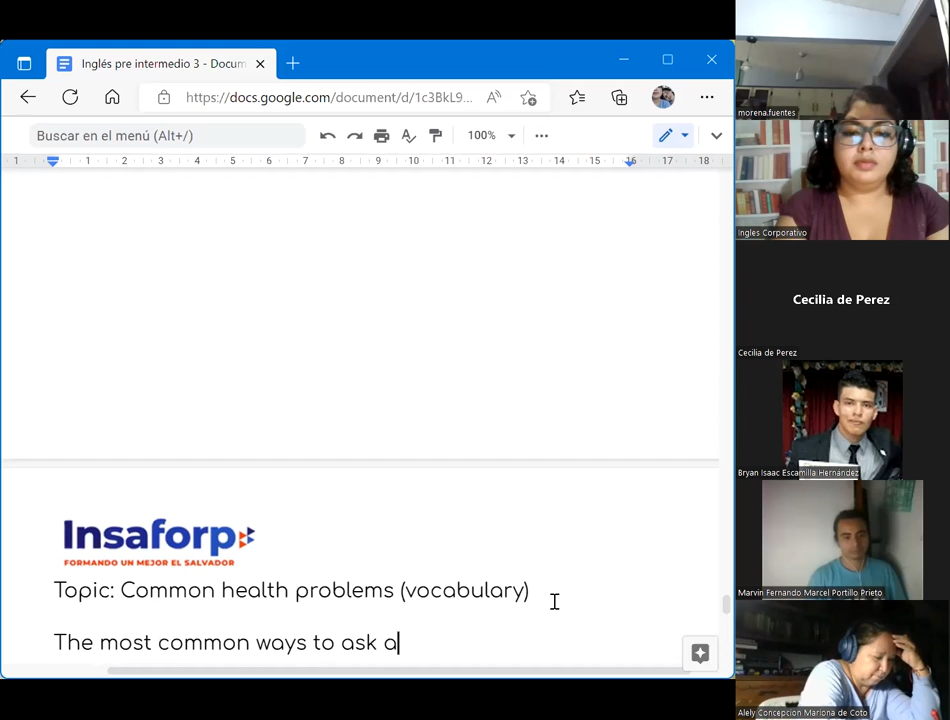 Inglés pre intermedio 3 - Docum
https://docs.google.com/document/d/1c3BkL9...
Buscar en el menú (Alt+/)
100%
1 1 2 3 4 5 6 7 8 9 10 11 12 13 14 15 16 17 18
Insaforp
FORMANDO UN MEJOR EL SALVADOR
Topic: Common health problems (vocabulary)
The most common ways to ask a
morena.fuentes
Ingles Corporativo
Cecilia de Perez
Cecilia de Perez
Bryan Isaac Escamilla Hernández
Marvin Fernando Marcel Portillo Prieto
Alely Concepcion Mariona de Coto